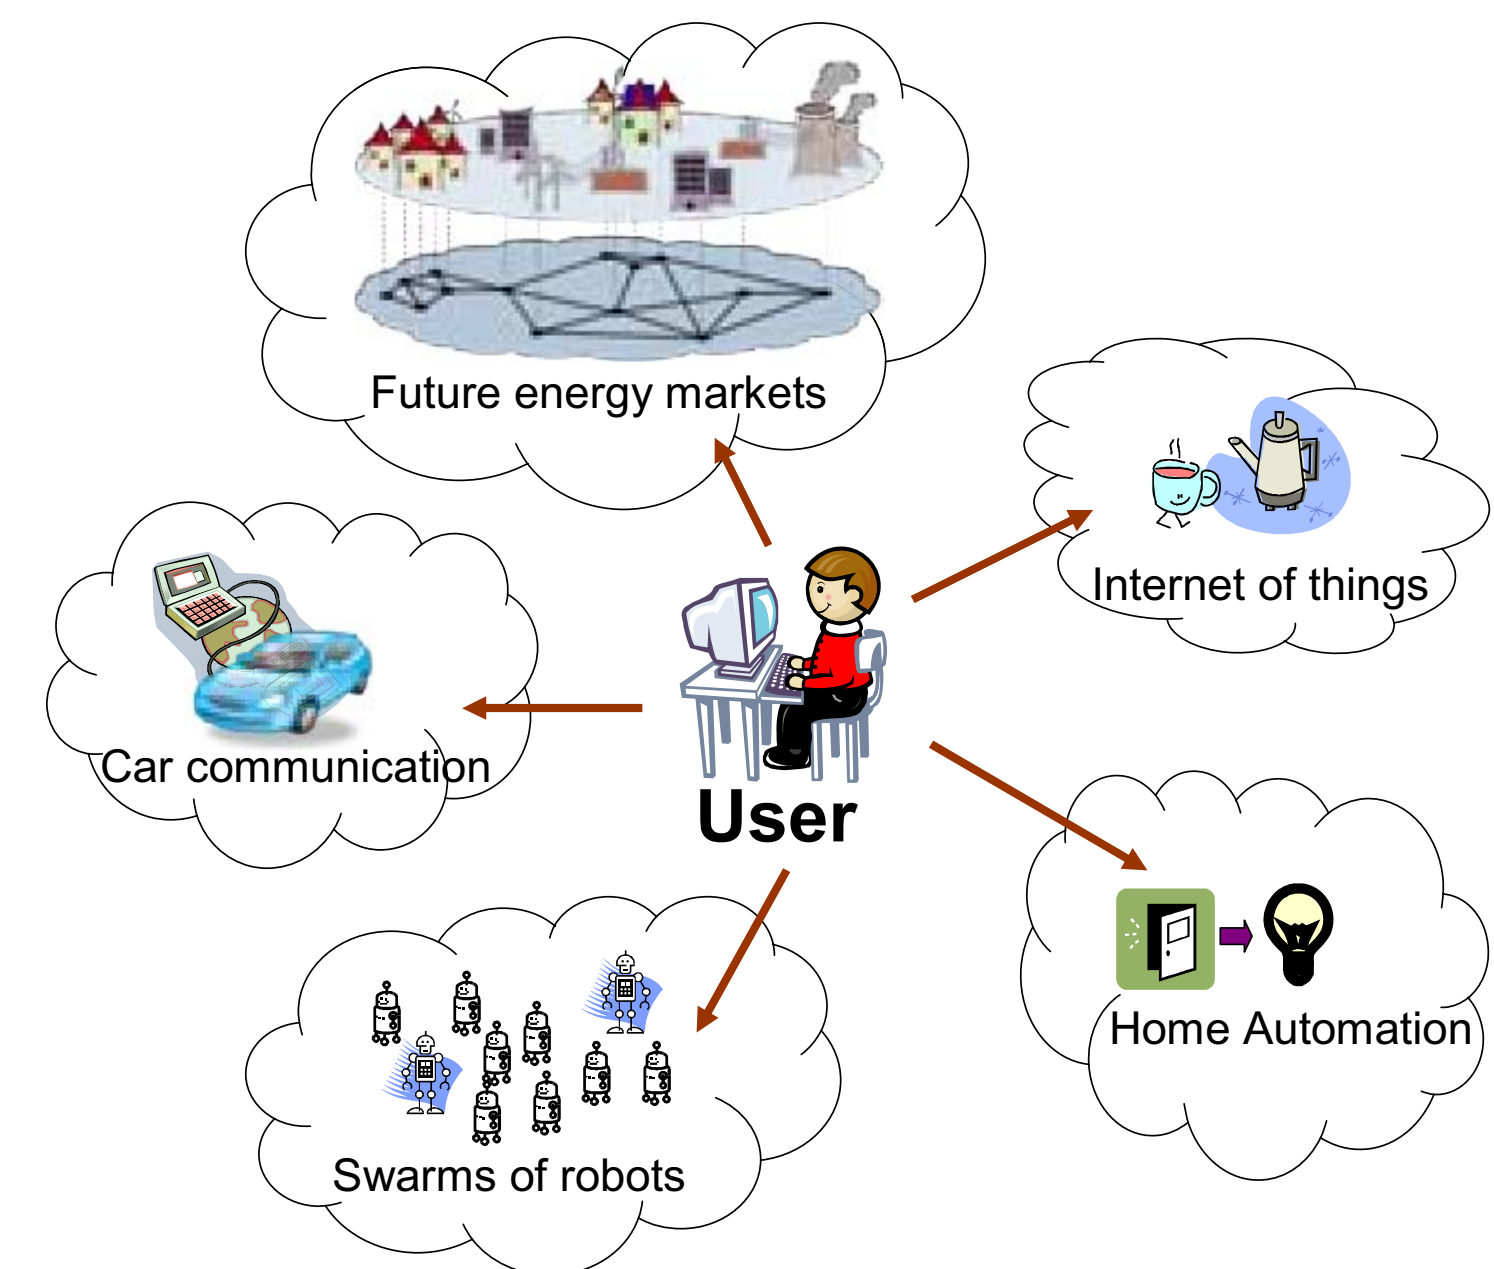 Future energy markets
Internet of things
Car communication
User
Home Automation
Swarms of robots